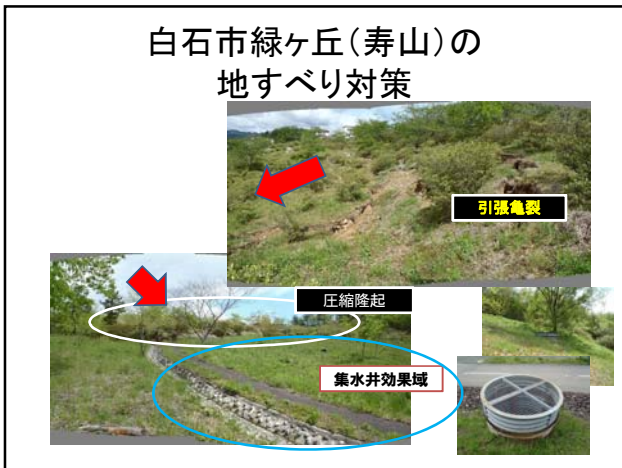 白石市緑ヶ丘(寿山)の
地すべり対策
引張亀裂
圧縮隆起
集水井効果域